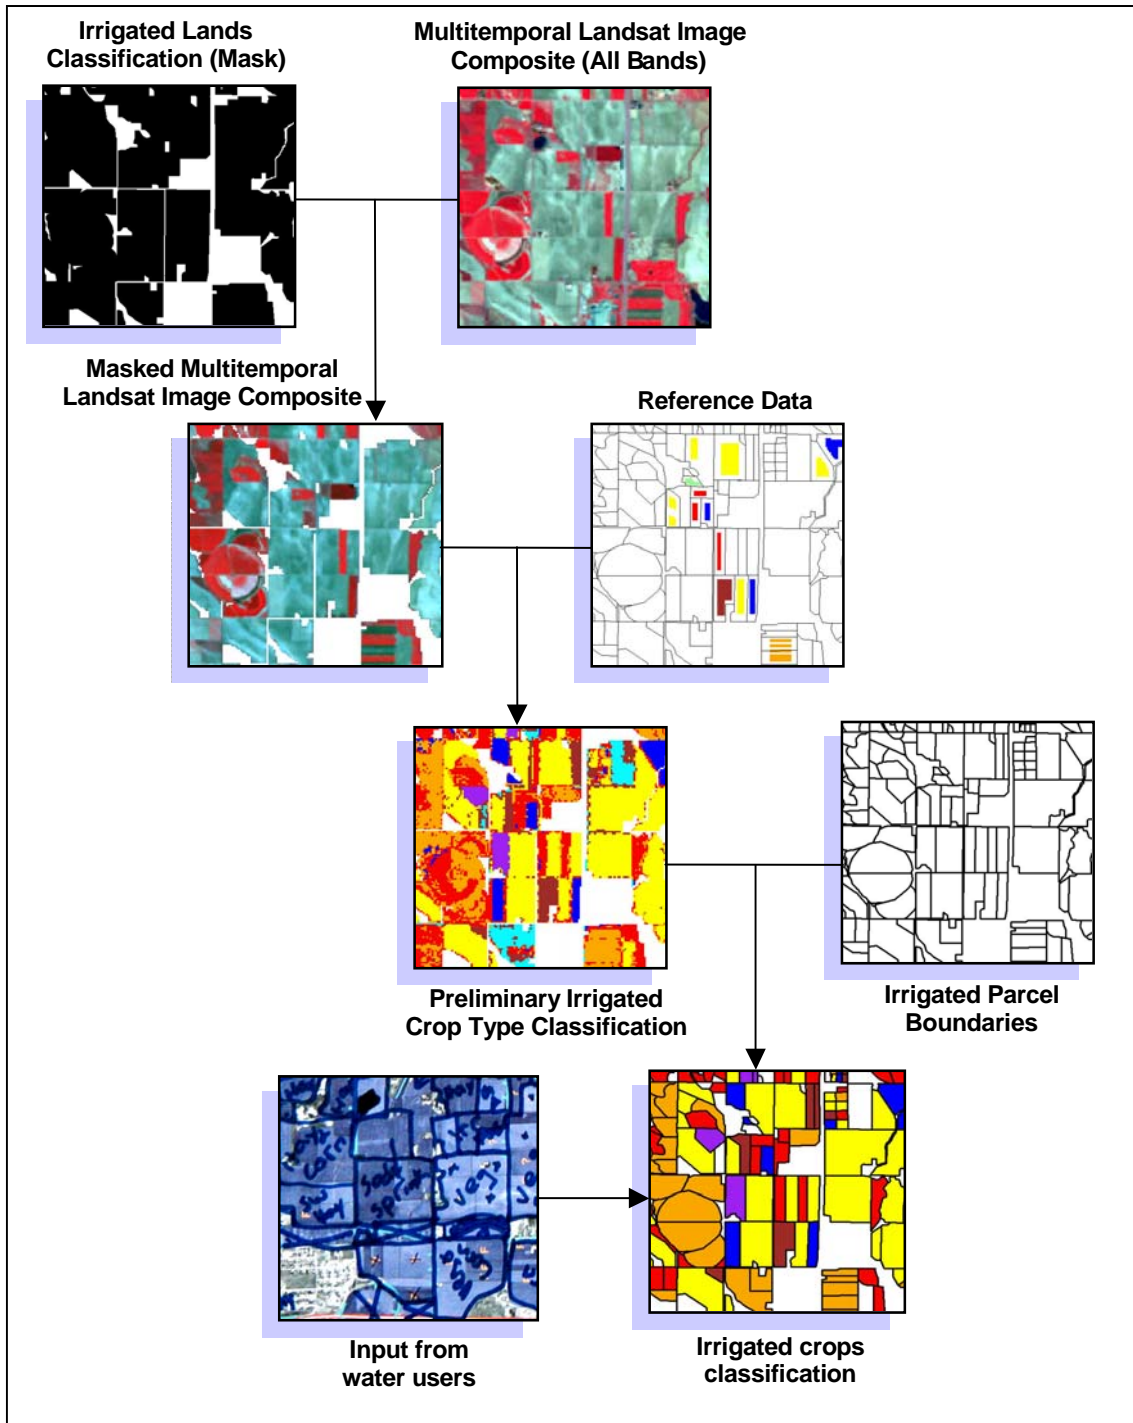 Irrigated Lands
Classification (Mask)
Multitemporal Landsat Image
Composite (All Bands)
Masked Multitemporal
Landsat Image Composite
Reference Data
Preliminary Irrigated
Crop Type Classification
Irrigated Parcel
Boundaries
Input from
water users
Irrigated crops
classification